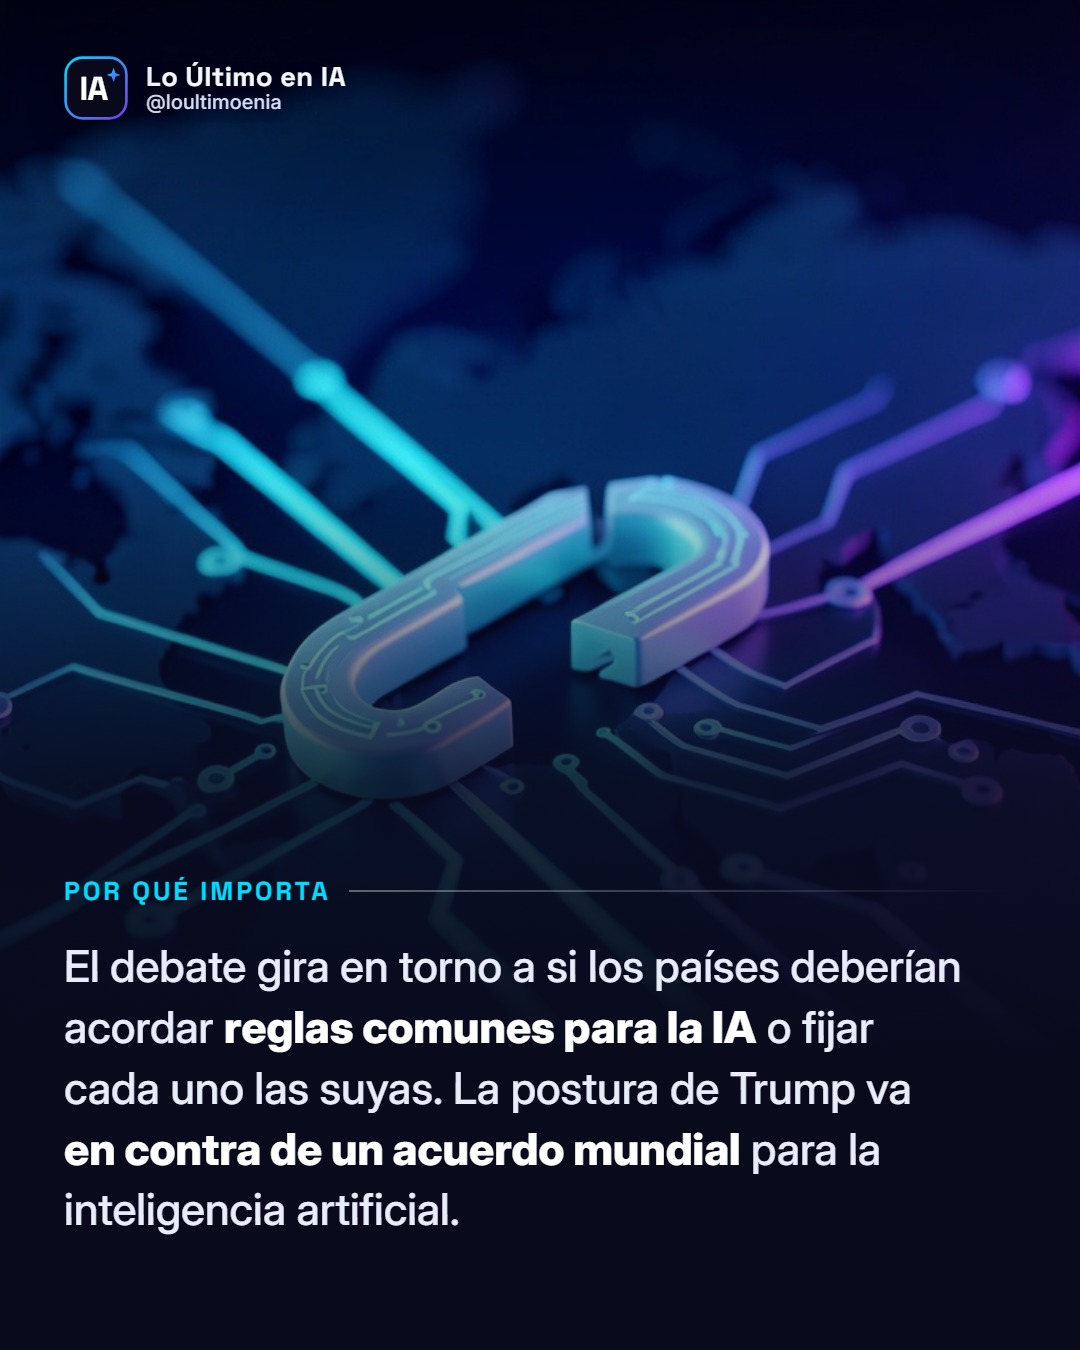 IA
Lo Último en IA
@loultimoenia
POR QUÉ IMPORTA
El debate gira en torno a si los países deberían
acordar reglas comunes para la IA o fijar
cada uno las suyas. La postura de Trump va
en contra de un acuerdo mundial para la
inteligencia artificial.